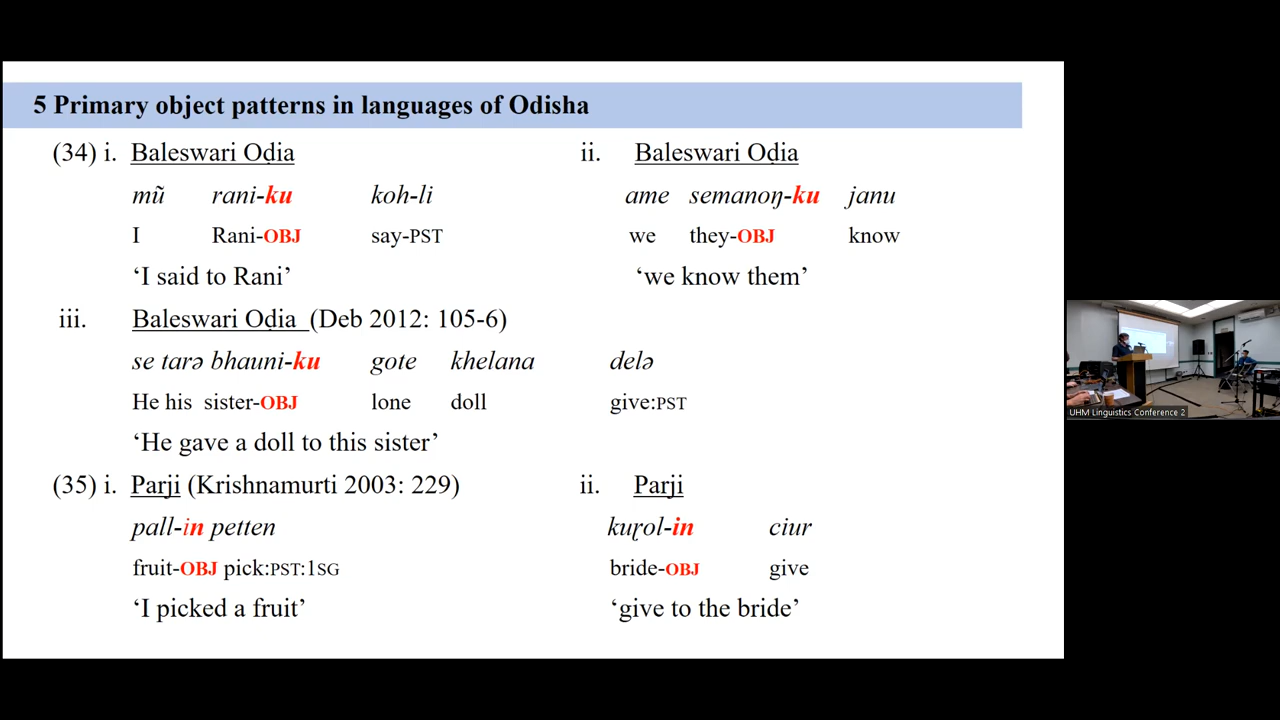 5 Primary object patterns in languages of Odisha
(34) i. Baleswari Oḍia
mũ rani-ku koh-li
I Rani-OBJ say-PST
‘I said to Rani’
ii. Baleswari Oḍia
ame semanoŋ-ku janu
we they-OBJ know
‘we know them’
iii. Baleswari Oḍia (Deb 2012: 105-6)
se tarə bhauni-ku gote khelana delə
He his sister-OBJ lone doll give:PST
‘He gave a doll to this sister’
(35) i. Parji (Krishnamurti 2003: 229)
pall-in petten
fruit-OBJ pick:PST:1SG
‘I picked a fruit’
ii. Parji
kuɽol-in ciur
bride-OBJ give
‘give to the bride’
UHM Linguistics Conference 2